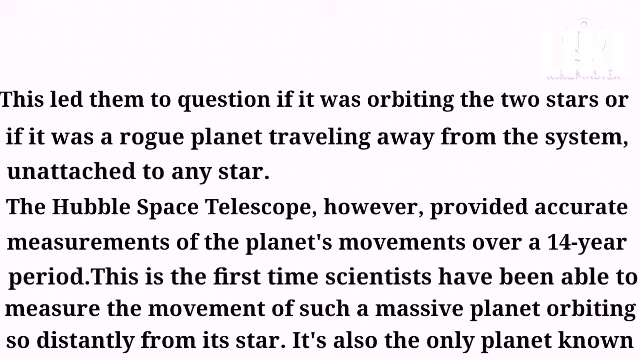 This led them to question if it was orbiting the two stars or
if it was a rogue planet traveling away from the system,
unattached to any star.
The Hubble Space Telescope, however, provided accurate
measurements of the planet's movements over a 14-year
period.This is the first time scientists have been able to
measure the movement of such a massive planet orbiting
so distantly from its star. It's also the only planet known